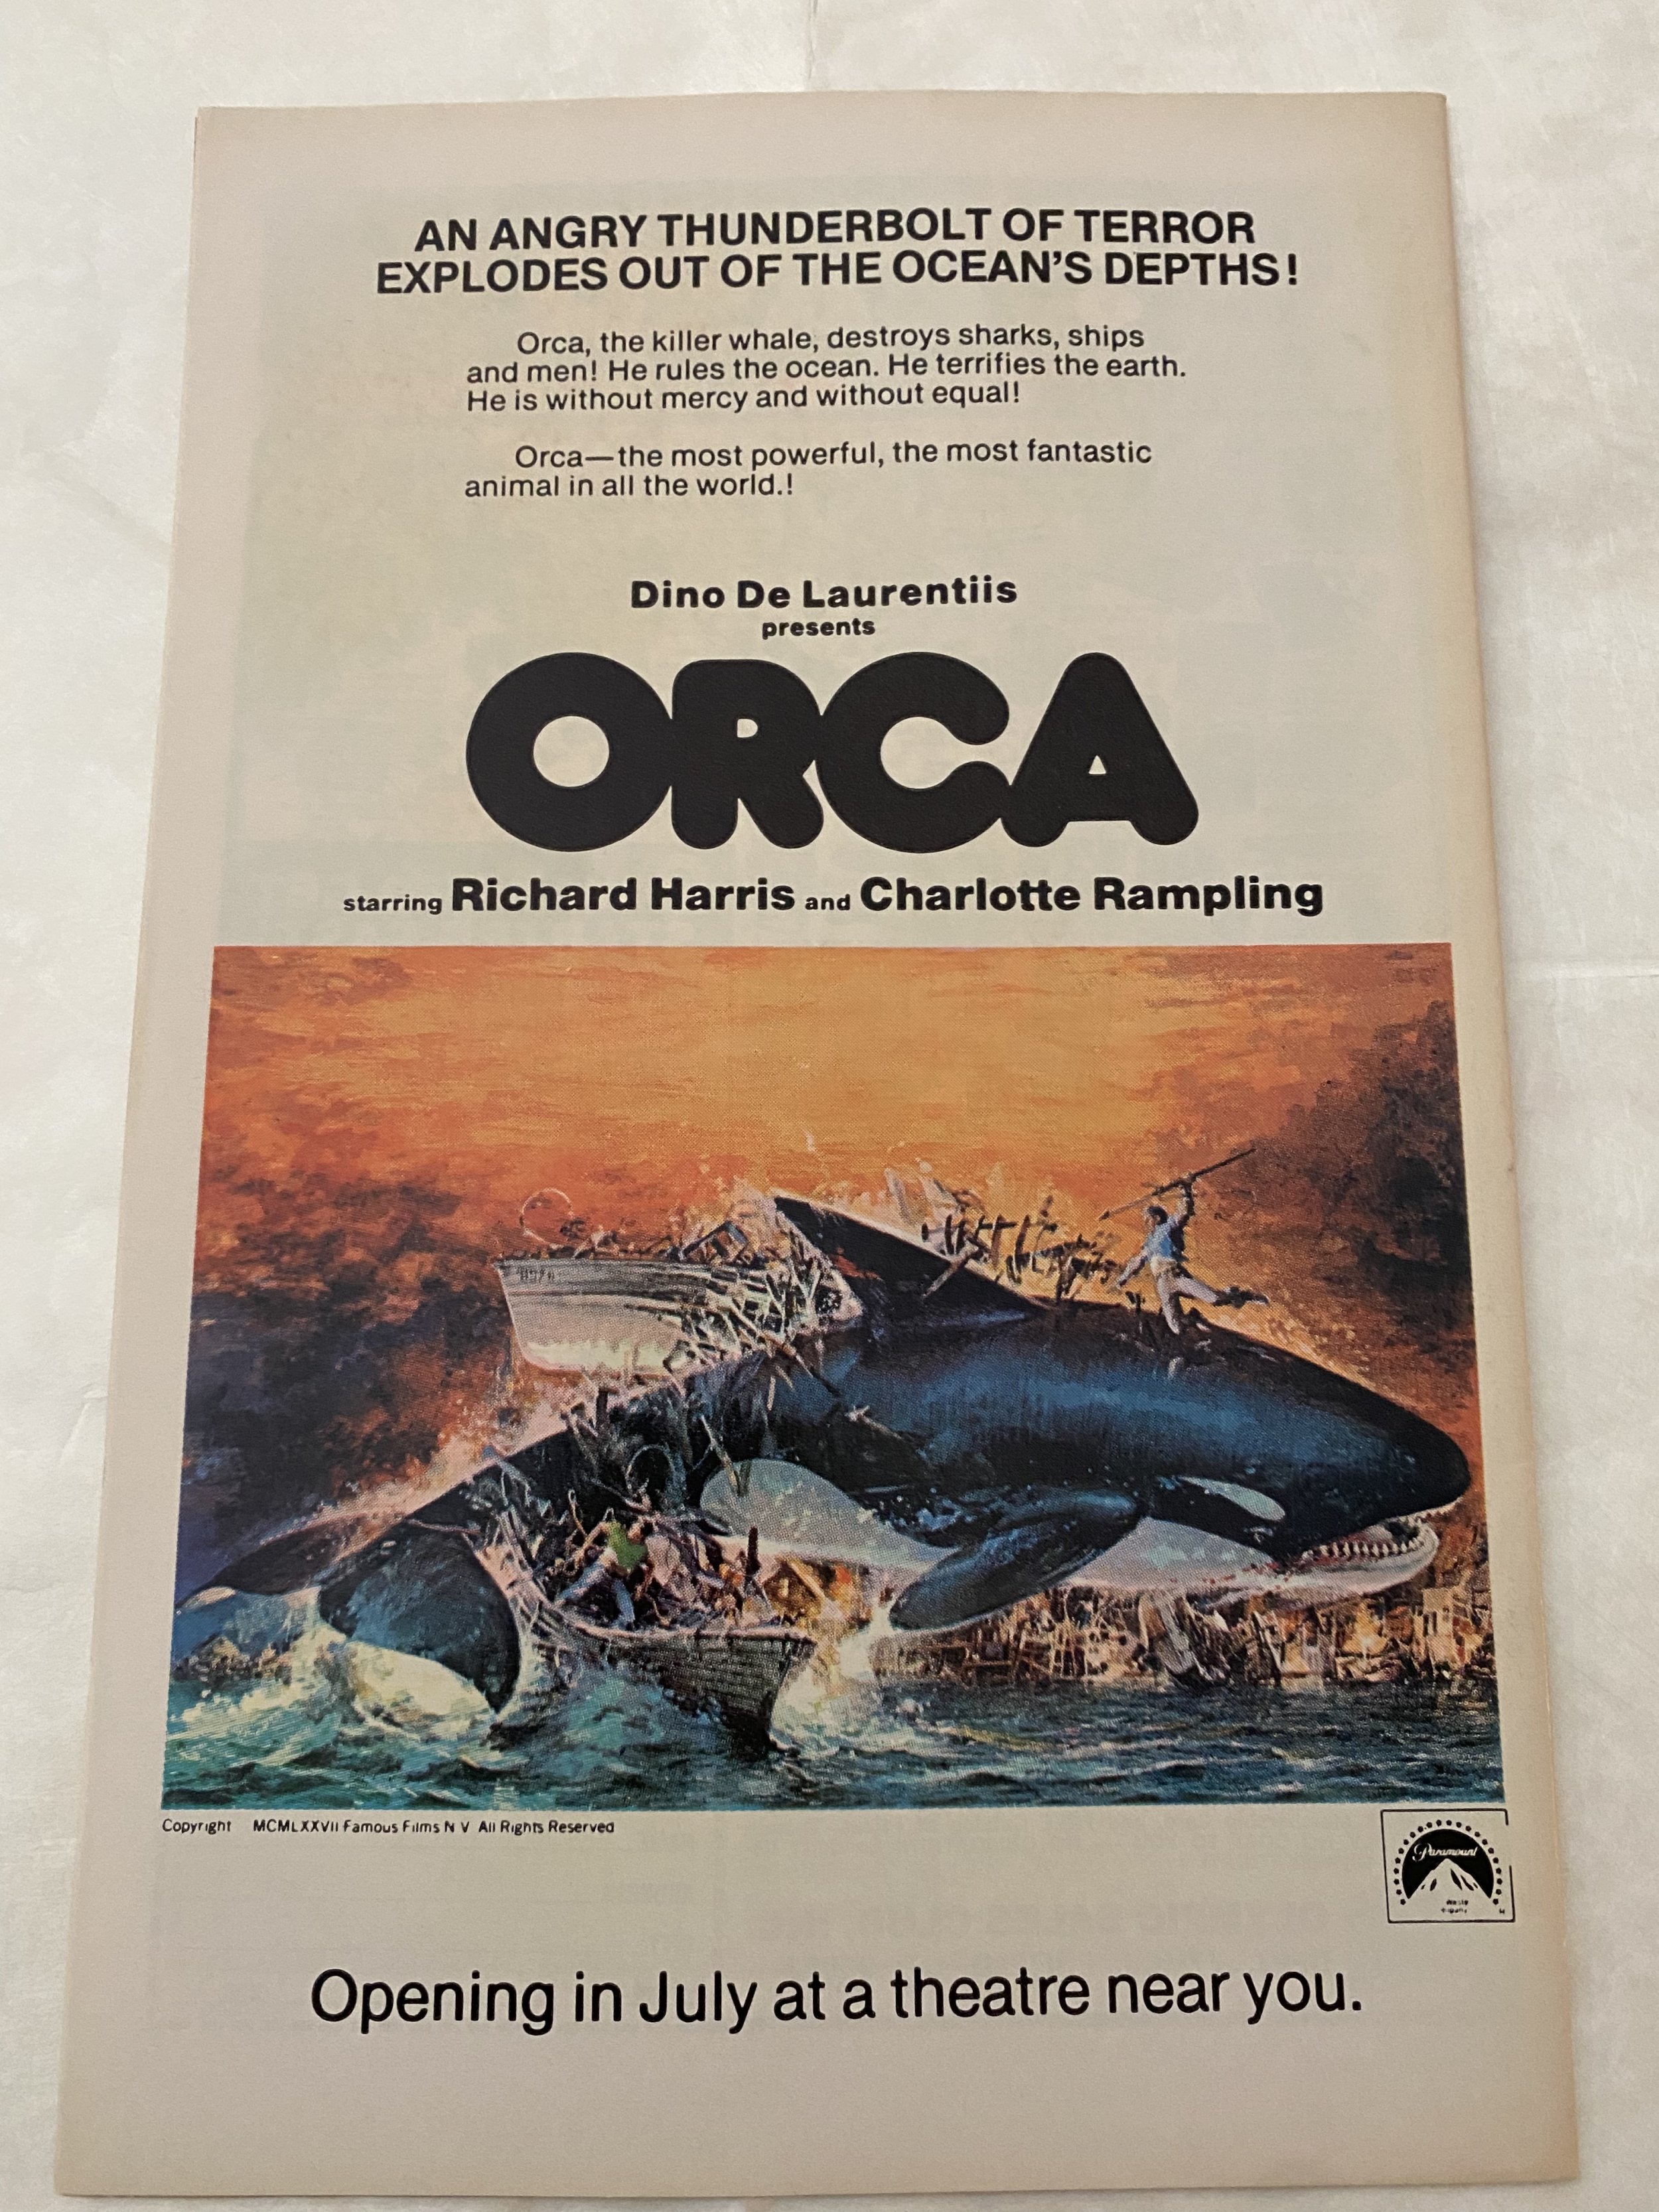 AN ANGRY THUNDERBOLT OF TERROR
EXPLODES OUT OF THE OCEAN'S DEPTHS!
Orca, the killer whale, destroys sharks, ships
and men! He rules the ocean. He terrifies the earth.
He is without mercy and without equal!
Orca—the most powerful, the most fantastic
animal in all the world.!
Dino De Laurentiis
presents
ORCA
starring Richard Harris and Charlotte Rampling
Copyright MCMLXXVII Famous Films N V All Rights Reserved
Paramount
Opening in July at a theatre near you.